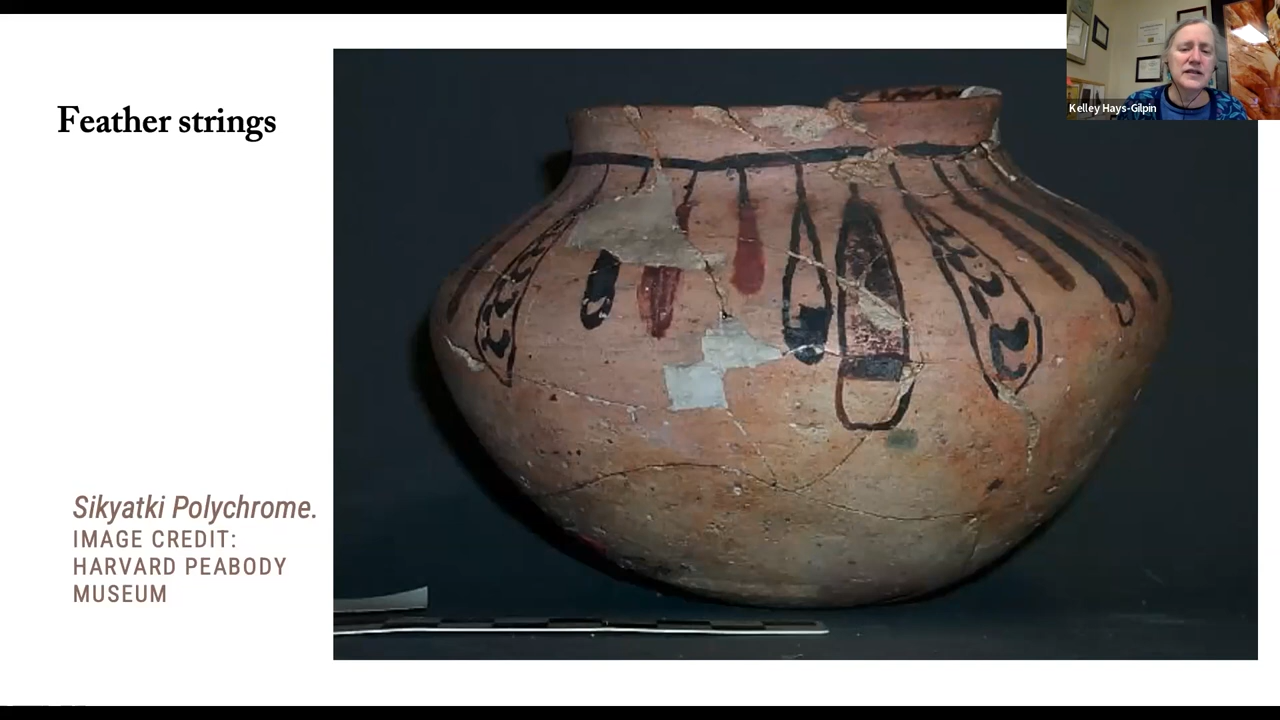 Feather strings
Kelley Hays-Gilpin
Sikyatki Polychrome.
IMAGE CREDIT:
HARVARD PEABODY
MUSEUM